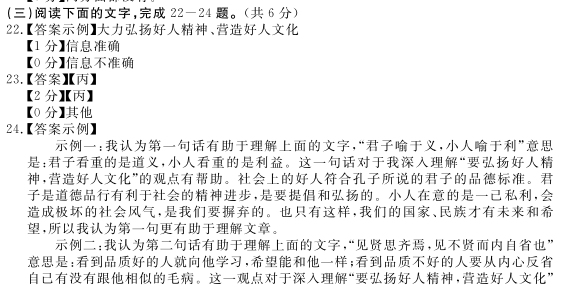 (三)阅读下面的文字,完成22－24题。(共6分)
22.【答案示例】大力弘扬好人精神、营造好人文化
【1分】信息准确
【0分】信息不准确
23.【答案】【丙】
【2分】【丙】
【0分】其他
24.【答案示例】
示例一:我认为第一句话有助于理解上面的文字,“君子喻于义,小人喻于利”意思
是:君子看重的是道义,小人看重的是利益。这一句话对于我深入理解“要弘扬好人精
神,营造好人文化”的观点有帮助。社会上的好人符合孔子所说的君子的品德标准。君
子是道德品行有利于社会的精神进步,是要提倡和弘扬的。小人在意的是一己私利,会
造成极坏的社会风气,是我们要摒弃的。也只有这样,我们的国家、民族才有未来和希
望,所以我认为第一句更有助于理解文章。
示例二:我认为第二句话有助于理解上面的文字,“见贤思齐焉,见不贤而内自省也”
意思是:看到品质好的人就向他学习,希望能和他一样;看到品质不好的人要从内心反省
自己有没有跟他相似的毛病。这一观点对于深入理解“要弘扬好人精神,营造好人文化”